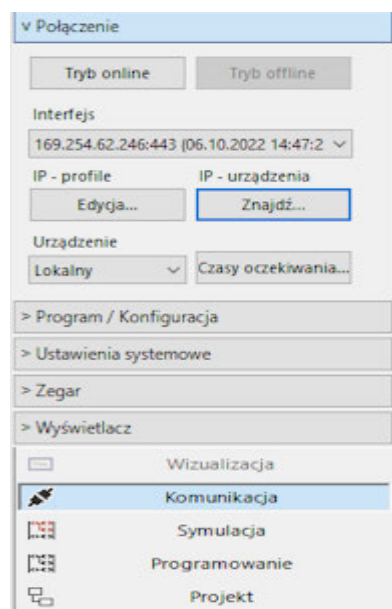 v Połączenie
Tryb online Tryb offline
Interfejs
169.254.62.246:443 (06.10.2022 14:47:2
IP - profile IP - urządzenia
Edycja... Znajdź...
Urządzenie
Lokalny Czasy oczekiwania...
> Program / Konfiguracja
> Ustawienia systemowe
> Zegar
> Wyświetlacz
Wizualizacja
Komunikacja
Symulacja
Programowanie
Projekt